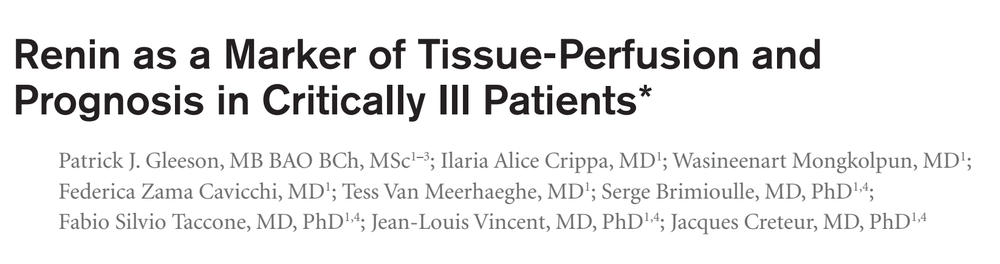 Renin as a Marker of Tissue-Perfusion and
Prognosis in Critically Ill Patients*
Patrick J. Gleeson, MB BAO BCh, MSc¹⁻³; Ilaria Alice Crippa, MD¹; Wasineenart Mongkolpun, MD¹;
Federica Zama Cavicchi, MD¹; Tess Van Meerhaeghe, MD¹; Serge Brimioulle, MD, PhD¹,⁴;
Fabio Silvio Taccone, MD, PhD¹,⁴; Jean-Louis Vincent, MD, PhD¹,⁴; Jacques Creteur, MD, PhD¹,⁴